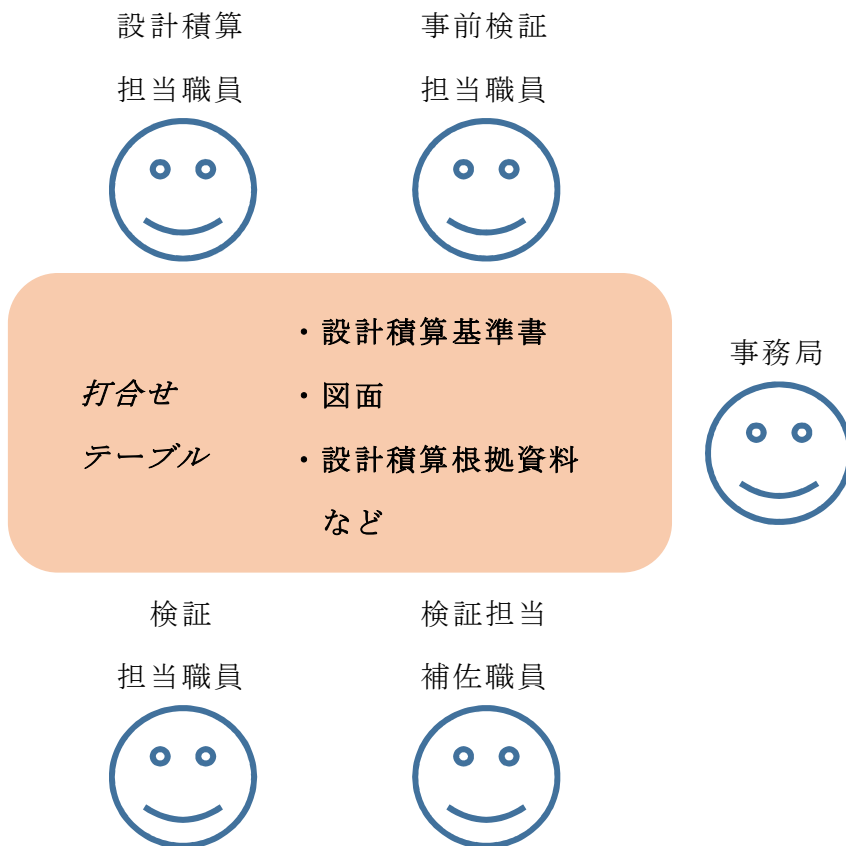 設計積算
担当職員
事前検証
担当職員
打合せ
テーブル
・設計積算基準書
・図面
・設計積算根拠資料
など
事務局
検証
担当職員
検証担当
補佐職員